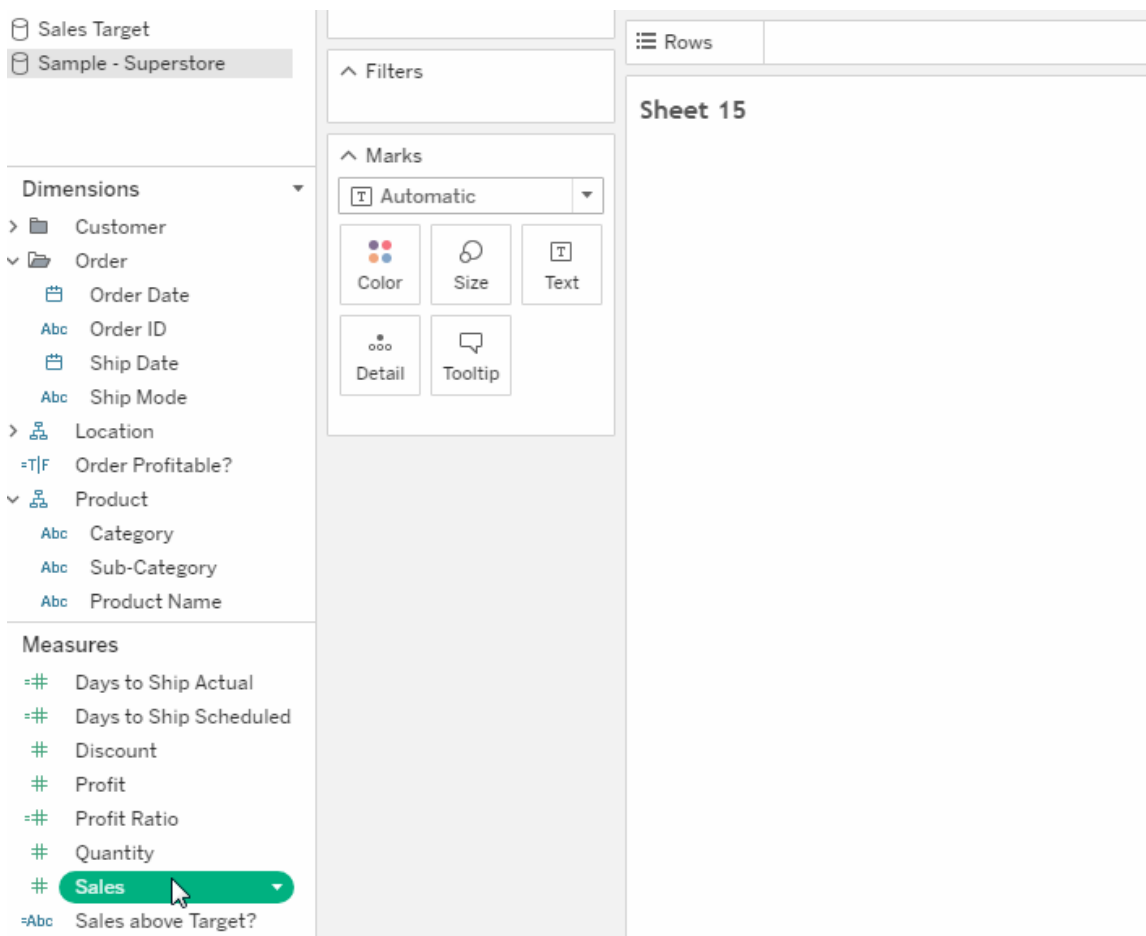 Sales Target
Sample - Superstore
Dimensions
Customer
Order
Order Date
Abc Order ID
Ship Date
Abc Ship Mode
Location
=T|F Order Profitable?
Product
Abc Category
Abc Sub-Category
Abc Product Name
Measures
=# Days to Ship Actual
=# Days to Ship Scheduled
# Discount
# Profit
=# Profit Ratio
# Quantity
# Sales
=Abc Sales above Target?
Filters
Marks
T Automatic
Color Size T Text
Detail Tooltip
Rows
Sheet 15